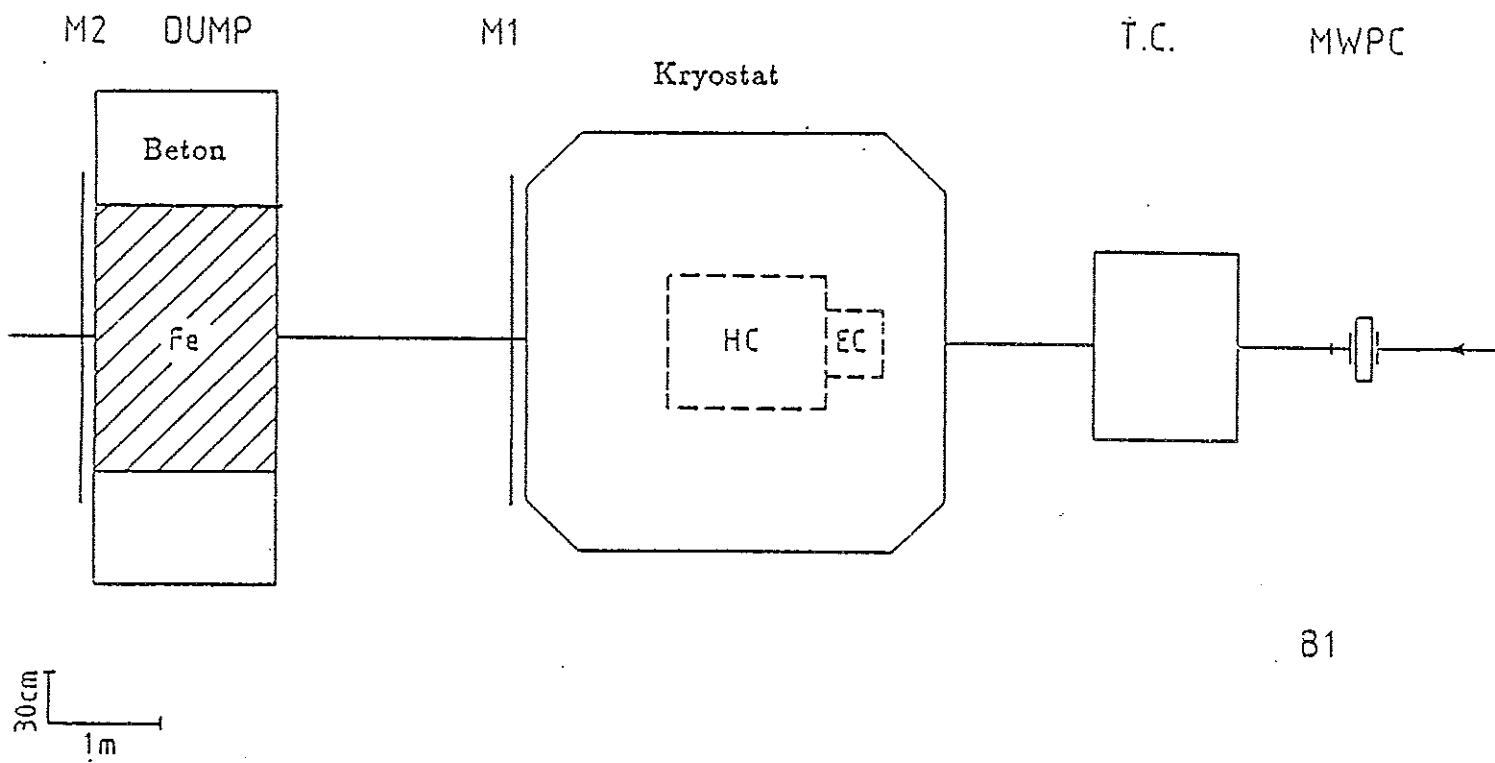 M2 DUMP M1 T.C. MWPC
Kryostat
Beton
Fe HC EC
B1
30cm
1m